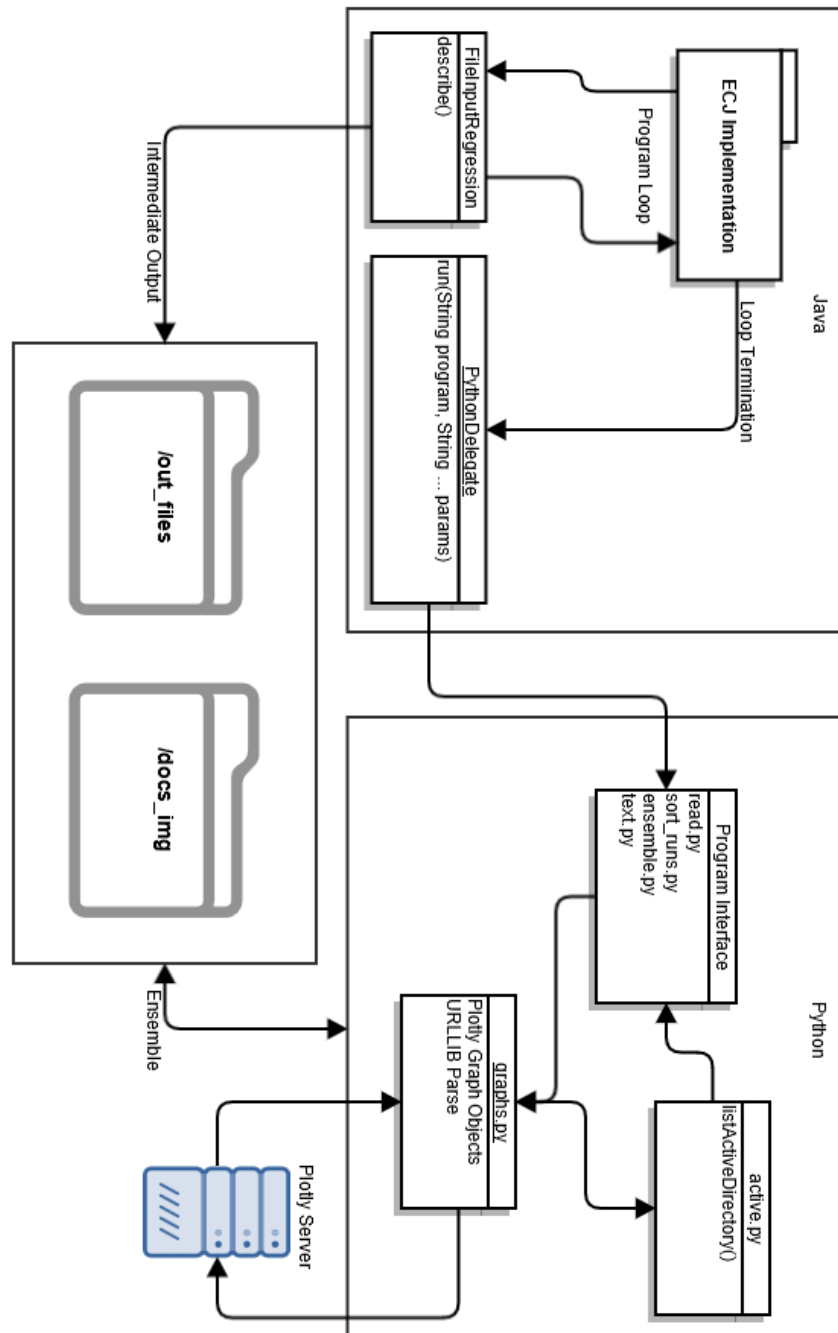 Java
ECJ Implementation
Program Loop
Loop Termination
FileInputRegression
describe()
PythonDelegate
run(String program, String ... params)
Intermediate Output
/out_files
/docs_img
Ensemble
Python
Program Interface
read.py
sort_runs.py
ensemble.py
text.py
active.py
listActiveDirectory()
graphs.py
Plotly Graph Objects
URLLIB Parse
Plotly Server